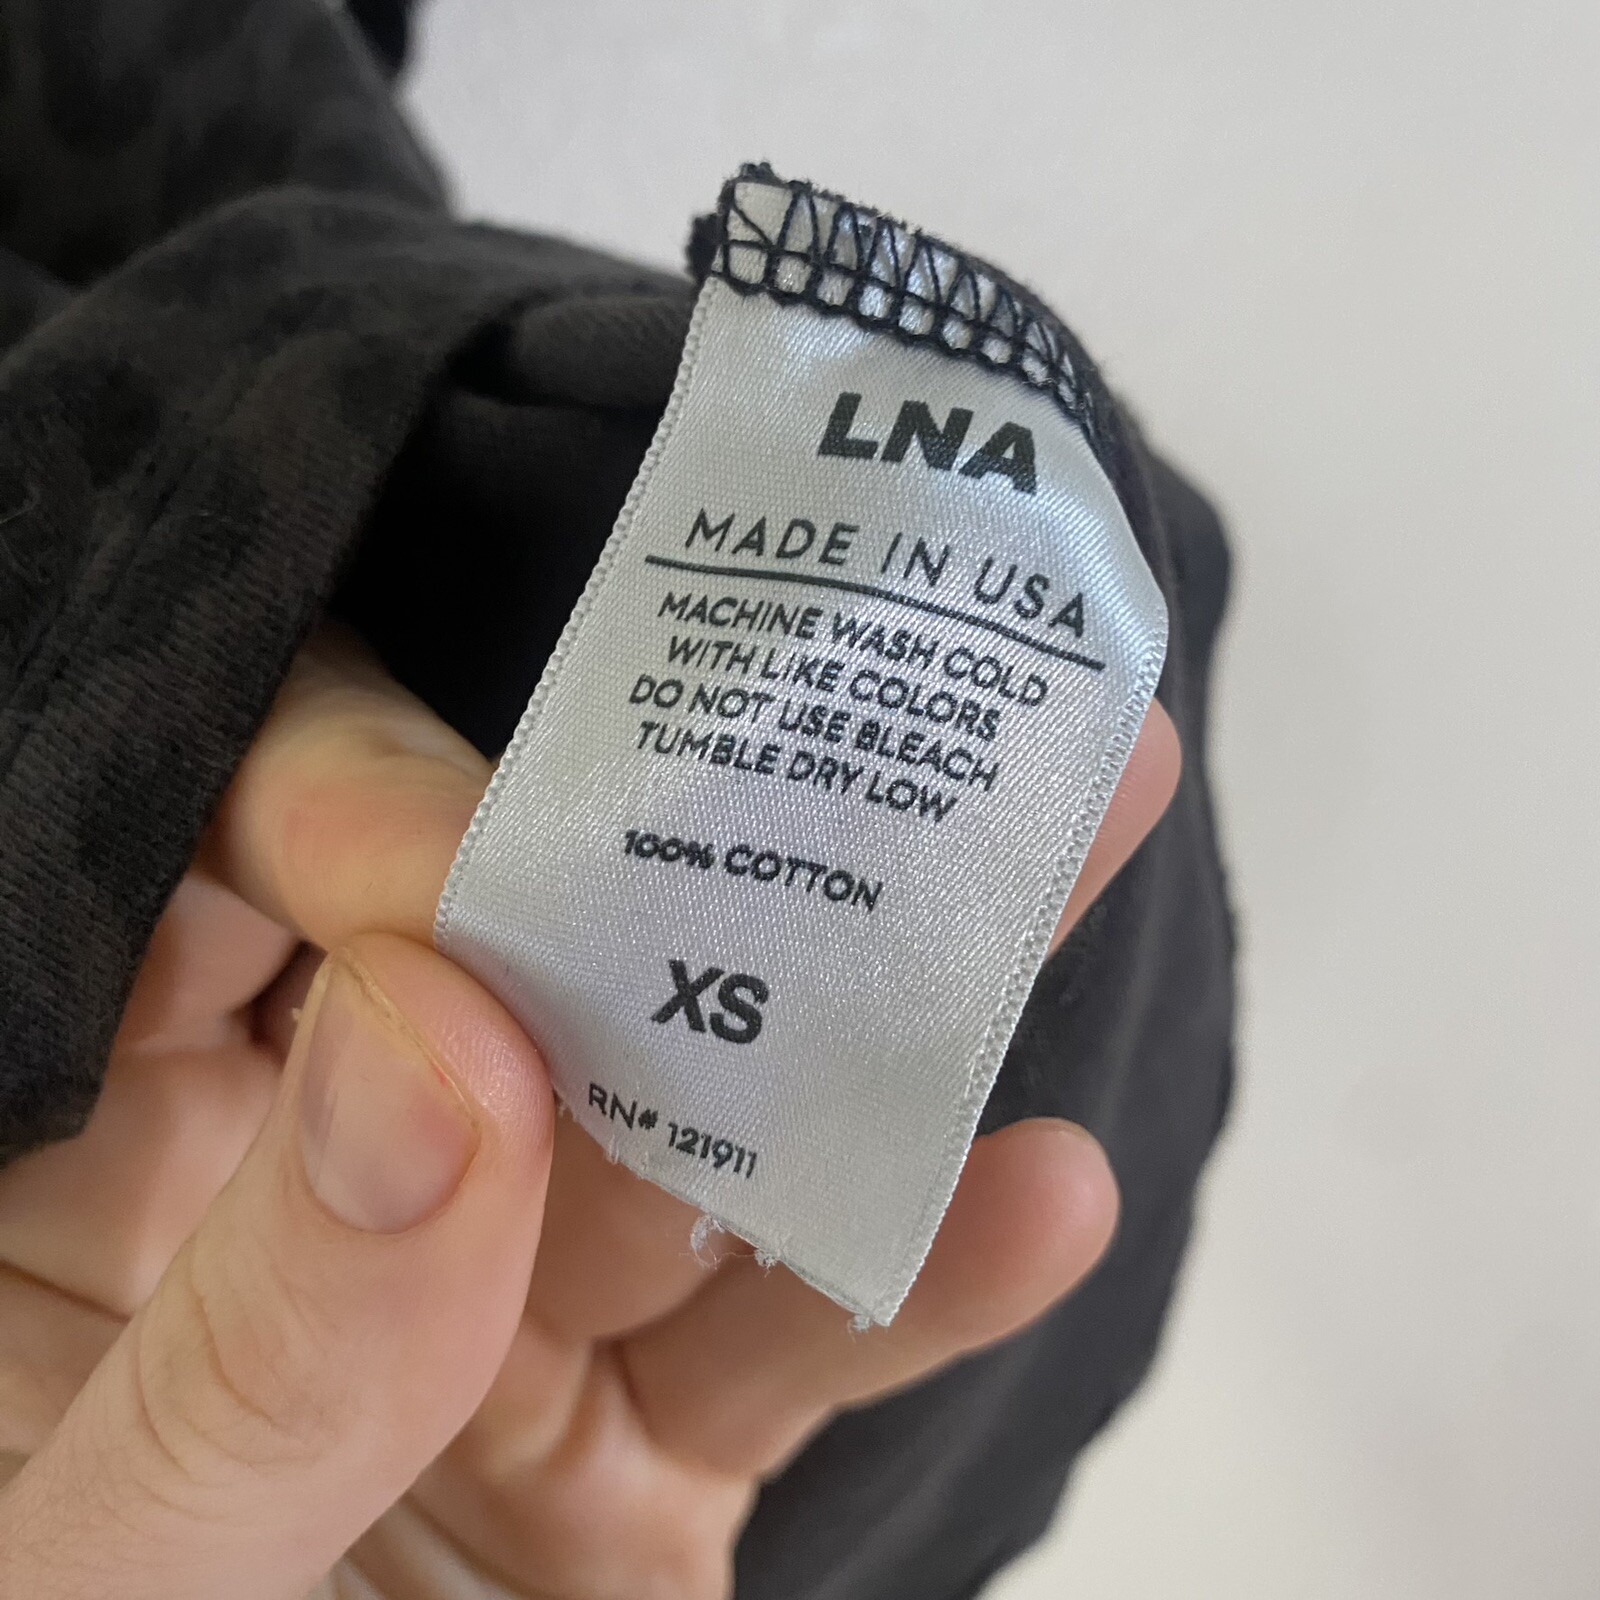 LNA
MADE IN USA
MACHINE WASH COLD
WITH LIKE COLORS
DO NOT USE BLEACH
TUMBLE DRY LOW
100% COTTON
XS
RN# 121911